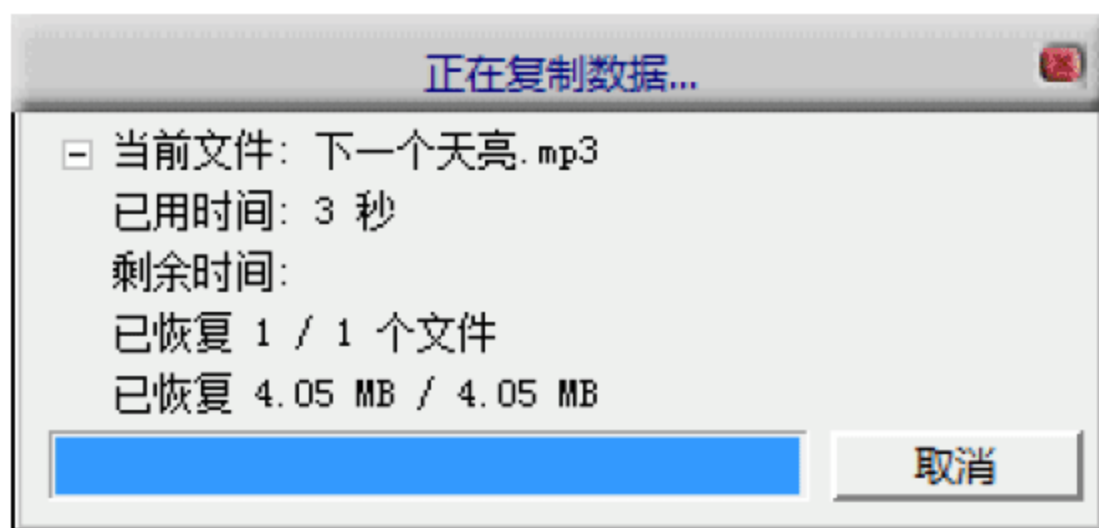 正在复制数据...
当前文件: 下一个天亮.mp3
已用时间: 3 秒
剩余时间:
已恢复 1 / 1 个文件
已恢复 4.05 MB / 4.05 MB
取消